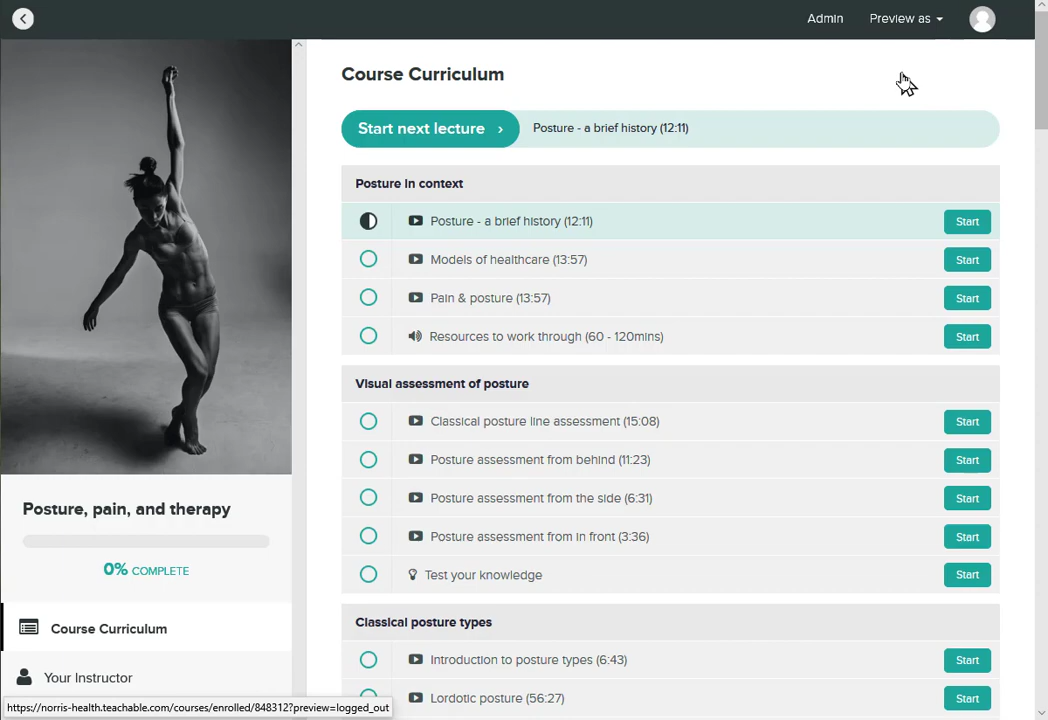 Admin
Preview as
Course Curriculum
Start next lecture
Posture - a brief history (12:11)
Posture in context
Posture - a brief history (12:11)
Start
Models of healthcare (13:57)
Start
Pain & posture (13:57)
Start
Resources to work through (60 - 120mins)
Start
Visual assessment of posture
Classical posture line assessment (15:08)
Start
Posture assessment from behind (11:23)
Start
Posture assessment from the side (6:31)
Start
Posture assessment from in front (3:36)
Start
Test your knowledge
Start
Classical posture types
Introduction to posture types (6:43)
Start
Lordotic posture (56:27)
Start
Posture, pain, and therapy
0% COMPLETE
Course Curriculum
Your Instructor
https://norris-health.teachable.com/courses/enrolled/848312?preview=logged_out